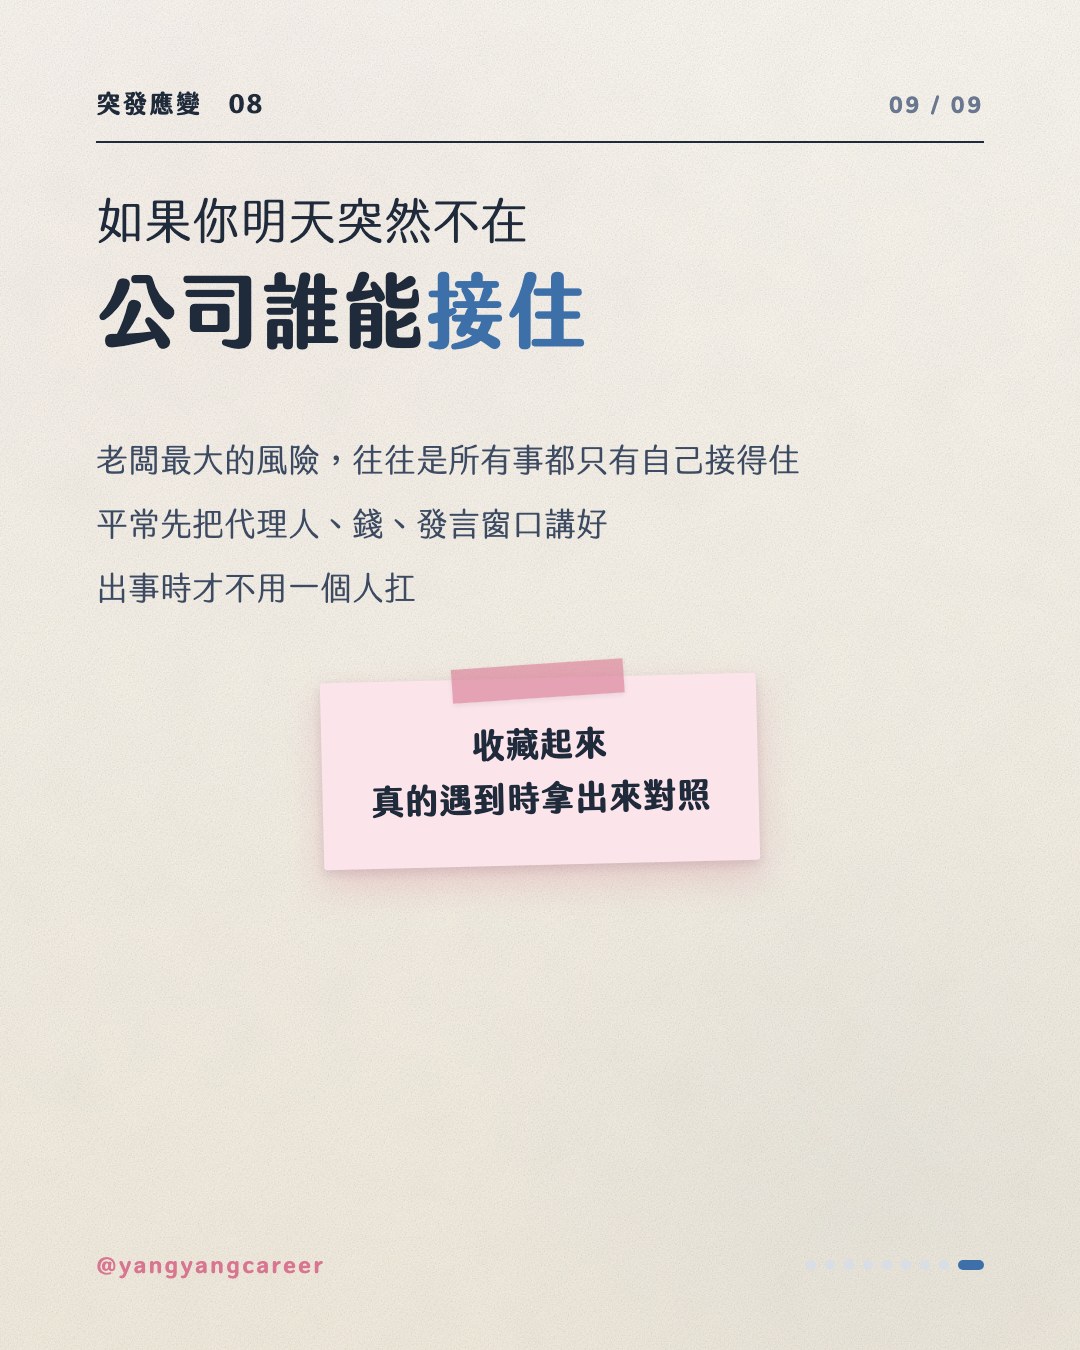 突發應變 08
09 / 09
如果你明天突然不在
公司誰能接住
老闆最大的風險，往往是所有事都只有自己接得住
平常先把代理人、錢、發言窗口講好
出事時才不用一個人扛
收藏起來
真的遇到時拿出來對照
@yangyangcareer